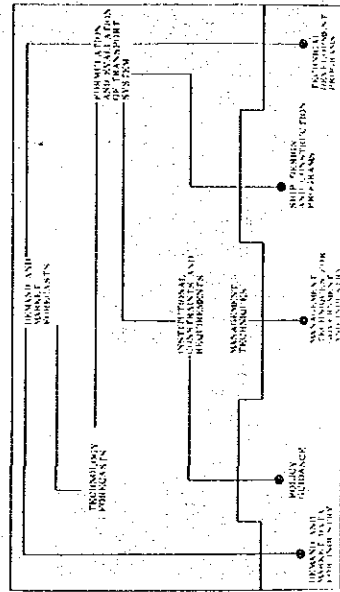 DEMAND AND
MARKET
FORECASTS
FORMULATION
AND EVALUATION
OF TRANSPORT
SYSTEM
TECHNOLOGY
FORECASTS
INSTITUTIONAL
CONSTRAINTS AND
REQUIREMENTS
MANAGEMENT
TECHNIQUES
DEMAND AND
MARKET DATA
FOR INDUSTRY
POLICY
GUIDANCE
MANAGEMENT
TECHNIQUES FOR
GOVERNMENT
AND INDUSTRY
SHIP DESIGN
AND CONSTRUCTION
PROGRAMS
TECHNICAL
DEVELOPMENT
PROGRAMS